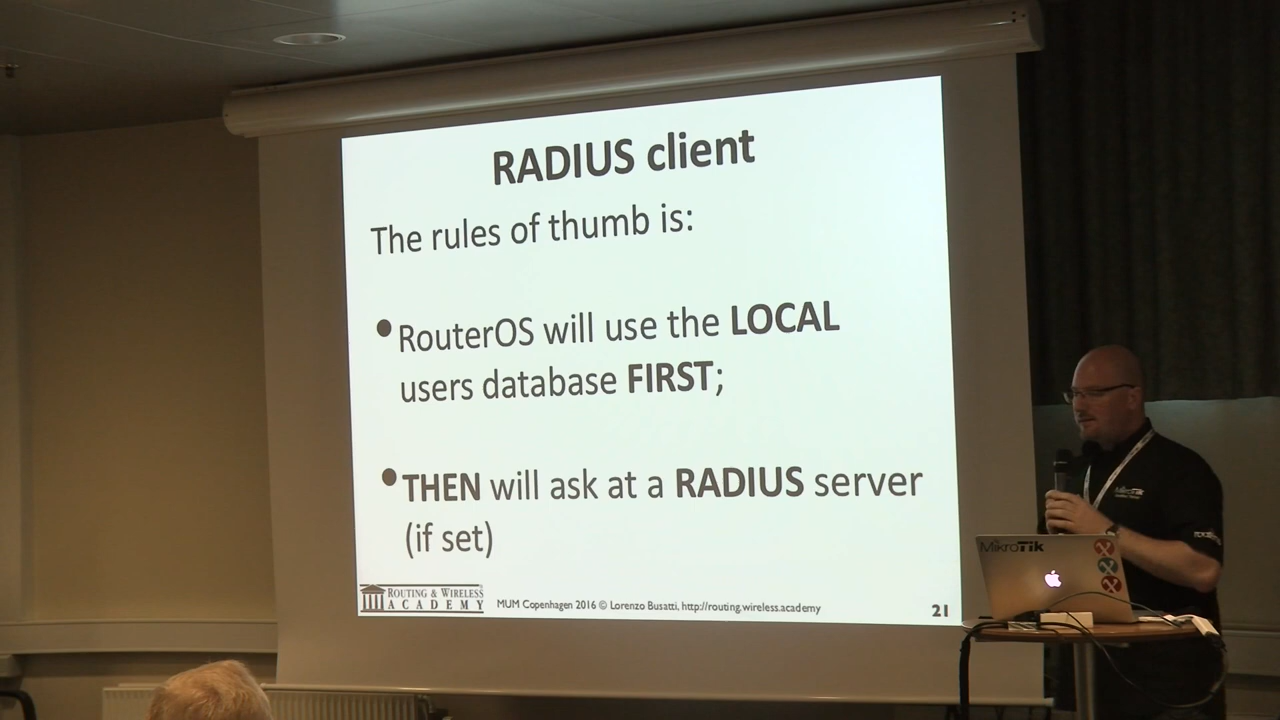 RADIUS client
The rules of thumb is:
• RouterOS will use the LOCAL
users database FIRST;
• THEN will ask at a RADIUS server
(if set)
ROUTING & WIRELESS
ACADEMY
MUM Copenhagen 2016 © Lorenzo Busatti, http://routing.wireless.academy
21
MikroTik